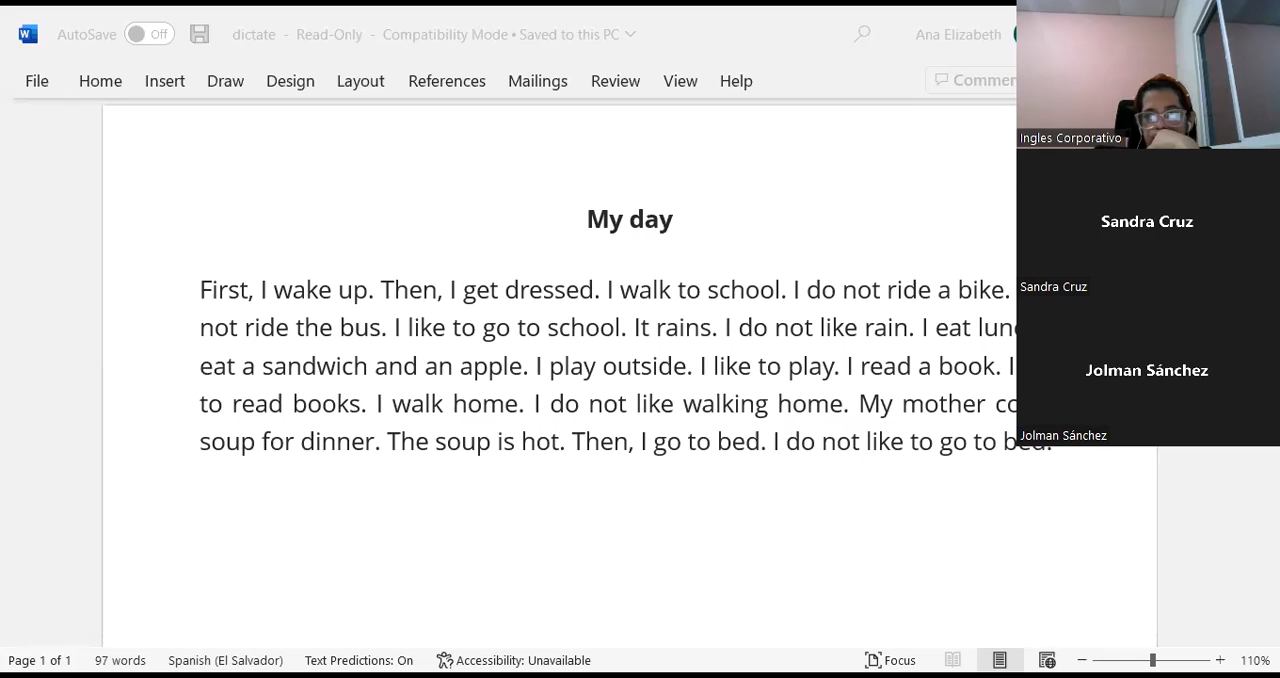 AutoSave Off dictate - Read-Only - Compatibility Mode • Saved to this PC Ana Elizabeth
File Home Insert Draw Design Layout References Mailings Review View Help
Ingles Corporativo
Sandra Cruz
Sandra Cruz
Jolman Sánchez
Jolman Sánchez
My day
First, I wake up. Then, I get dressed. I walk to school. I do not ride a bike.
not ride the bus. I like to go to school. It rains. I do not like rain. I eat
eat a sandwich and an apple. I play outside. I like to play. I read a book. I
to read books. I walk home. I do not like walking home. My mother
soup for dinner. The soup is hot. Then, I go to bed. I do not like to go to bed.
Page 1 of 1 97 words Spanish (El Salvador) Text Predictions: On Accessibility: Unavailable Focus 110%